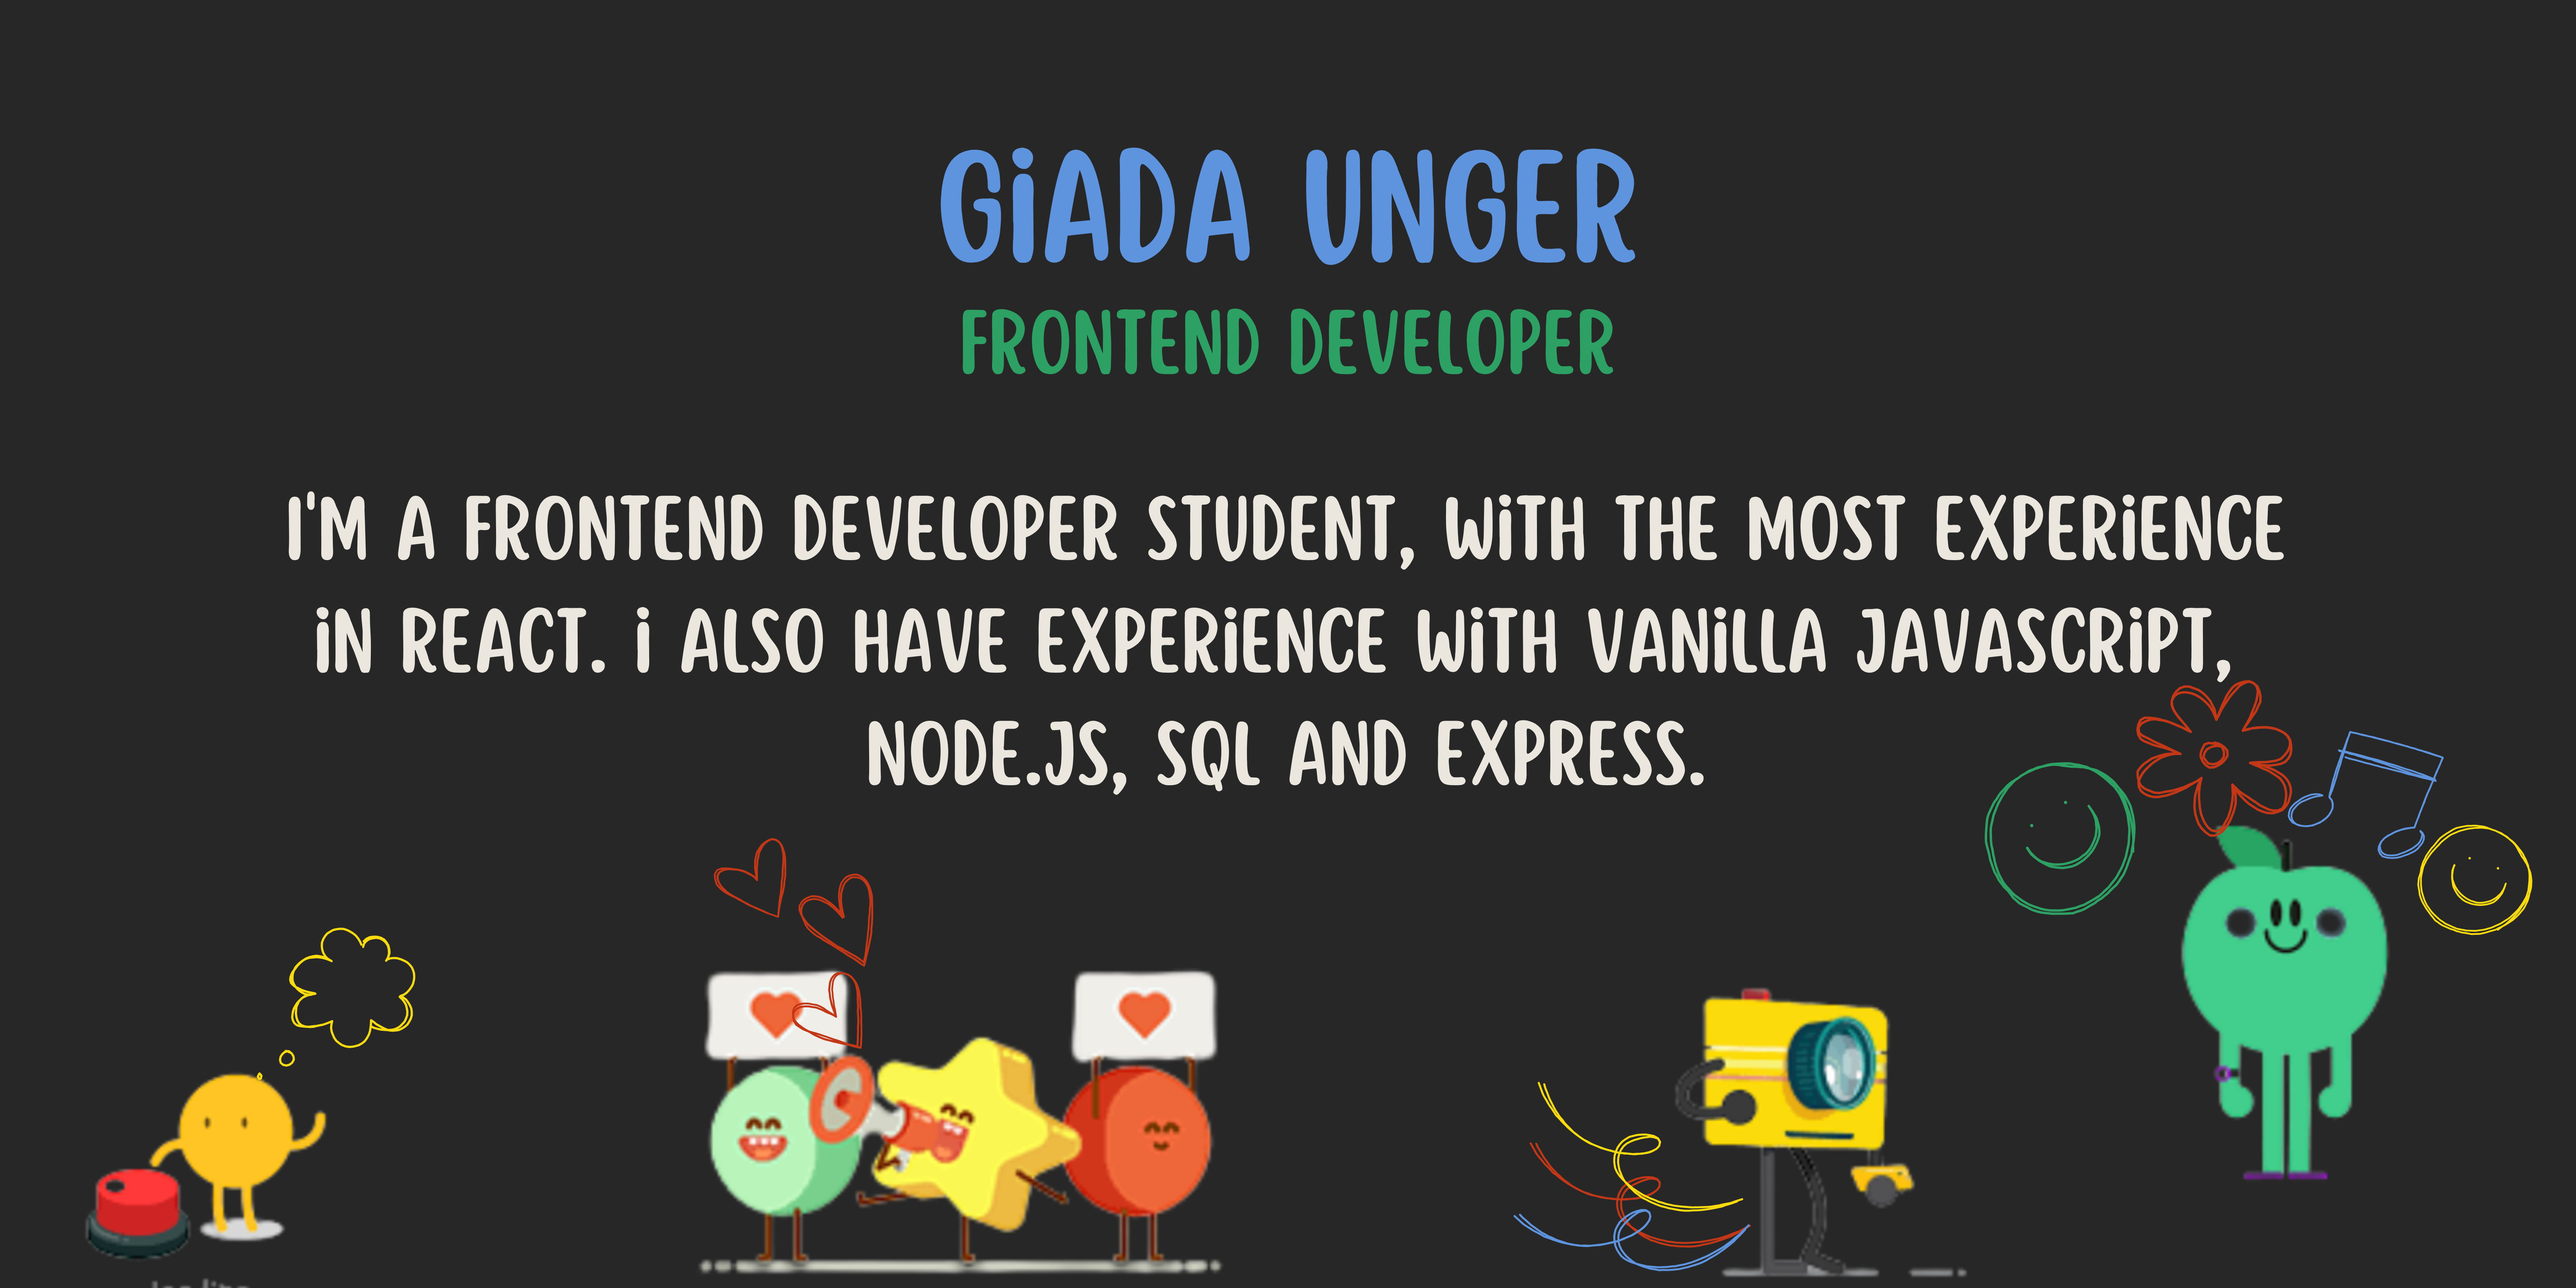 GiADA UNGER
FRONTEND DEVELOPER
I'M A FRONTEND DEVELOPER STUDENT, WiTH THE MOST EXPERiENCE
iN REACT. i ALSO HAVE EXPERiENCE WiTH VANiLLA JAVASCRiPT,
NODE.JS, SQL AND EXPRESS.